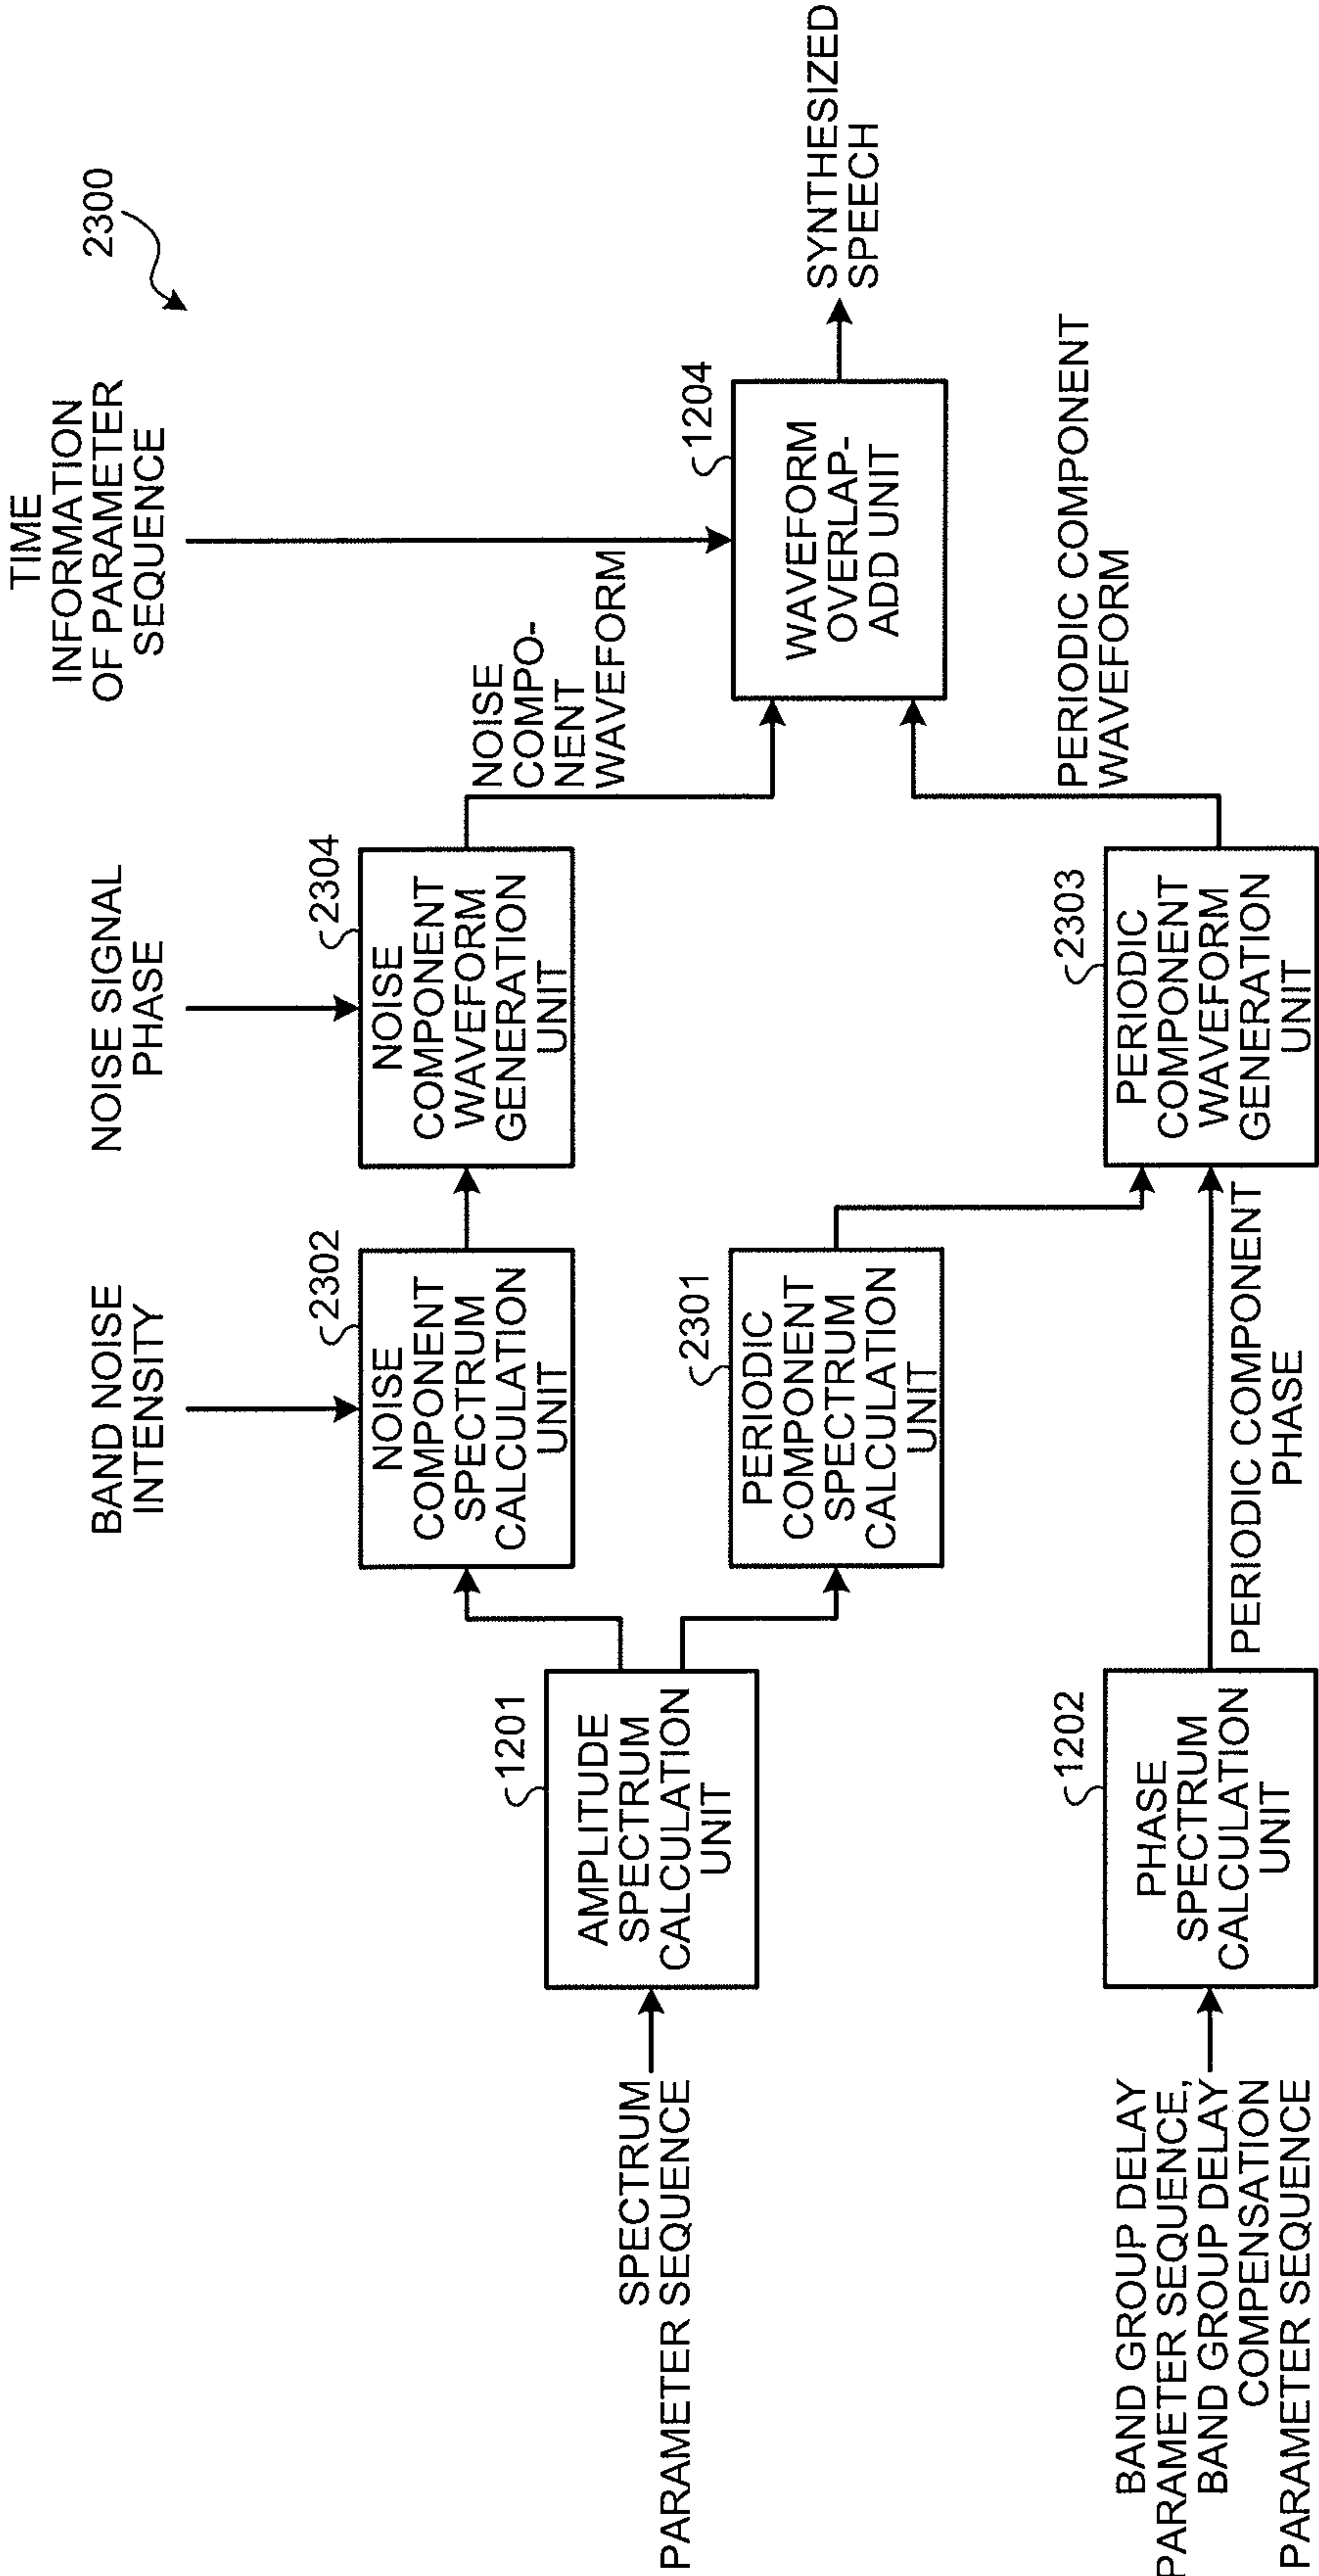 2300
TIME
INFORMATION
OF PARAMETER
SEQUENCE
NOISE SIGNAL
PHASE
BAND NOISE
INTENSITY
SPECTRUM
PARAMETER SEQUENCE
1201
AMPLITUDE
SPECTRUM
CALCULATION
UNIT
2302
NOISE
COMPONENT
SPECTRUM
CALCULATION
UNIT
2304
NOISE
COMPONENT
WAVEFORM
GENERATION
UNIT
NOISE
COMPO-
NENT
WAVEFORM
2301
PERIODIC
COMPONENT
SPECTRUM
CALCULATION
UNIT
1204
WAVEFORM
OVERLAP-
ADD UNIT
SYNTHESIZED
SPEECH
BAND GROUP DELAY
PARAMETER SEQUENCE,
BAND GROUP DELAY
COMPENSATION
PARAMETER SEQUENCE
1202
PHASE
SPECTRUM
CALCULATION
UNIT
PERIODIC COMPONENT
PHASE
2303
PERIODIC
COMPONENT
WAVEFORM
GENERATION
UNIT
PERIODIC COMPONENT
WAVEFORM